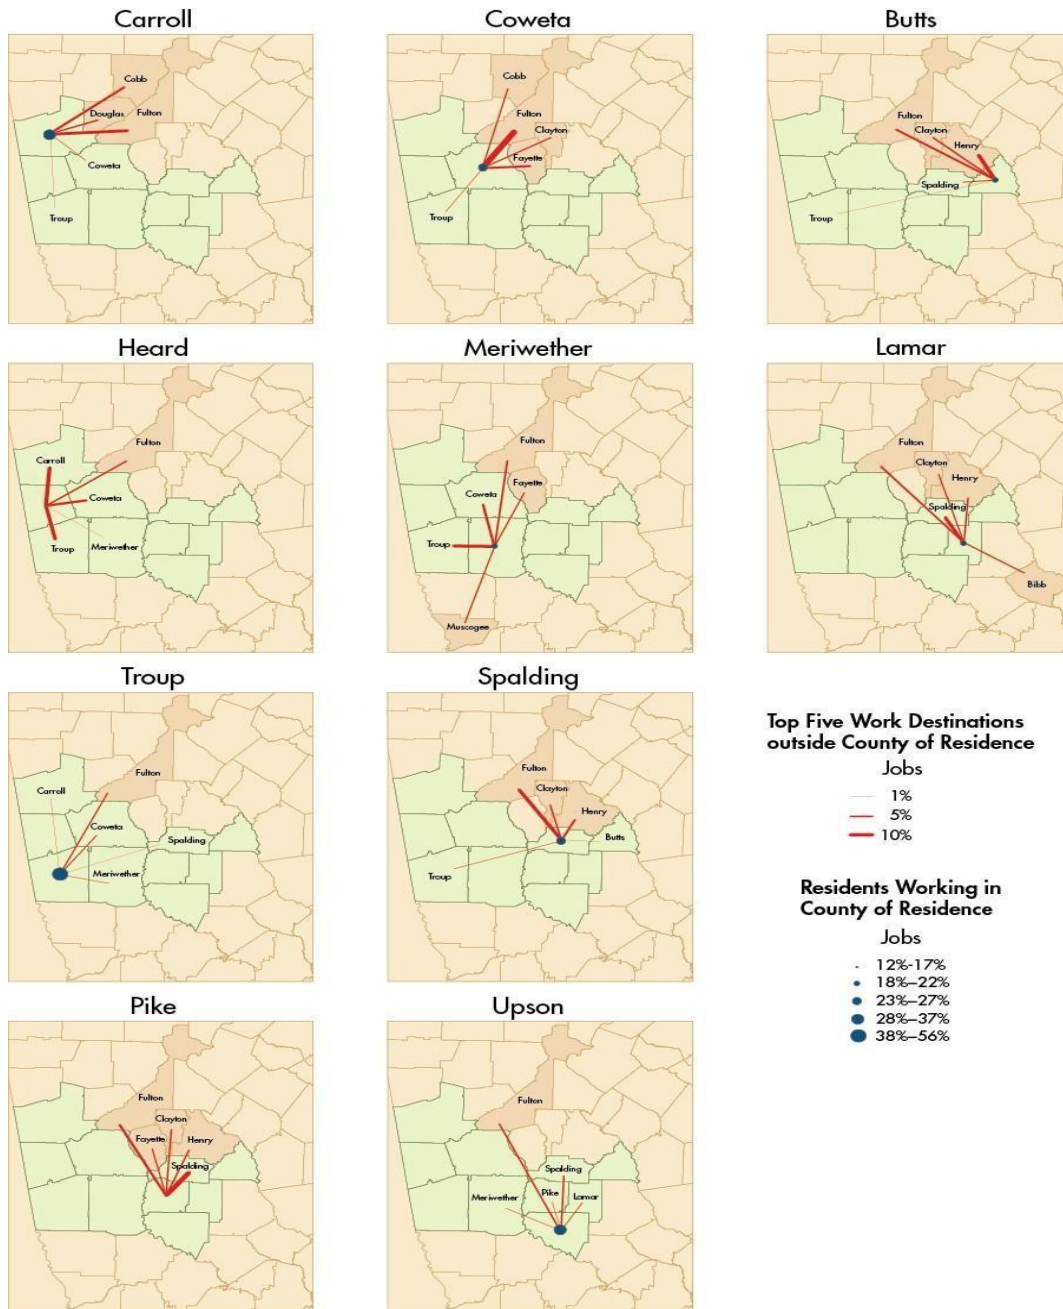 Carroll
Cobb
Douglas
Fulton
Coweta
Troup
Coweta
Cobb
Fulton
Clayton
Fayette
Troup
Butts
Fulton
Clayton
Henry
Spalding
Troup
Heard
Fulton
Carroll
Coweta
Troup
Meriwether
Meriwether
Fulton
Fayette
Coweta
Troup
Muscogee
Lamar
Fulton
Clayton
Henry
Spalding
Bibb
Troup
Fulton
Carroll
Coweta
Spalding
Meriwether
Spalding
Fulton
Clayton
Henry
Butts
Troup
Top Five Work Destinations
outside County of Residence
Jobs
1%
5%
10%
Residents Working in
County of Residence
Jobs
12%-17%
18%–22%
23%–27%
28%–37%
38%–56%
Pike
Fulton
Clayton
Fayette
Henry
Spalding
Upson
Fulton
Spalding
Meriwether
Pike
Lamar